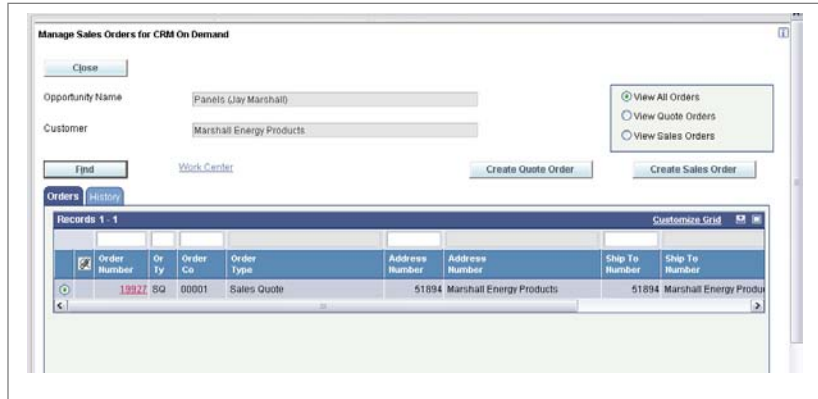 Manage Sales Orders for CRM On Demand
Close
Opportunity Name Panels (Jay Marshall)
Customer Marshall Energy Products
View All Orders
View Quote Orders
View Sales Orders
Find Work Center Create Quote Order Create Sales Order
Orders History
Records 1 - 1 Customize Grid
Order Number Or Ty Order Co Order Type Address Number Address Number Ship To Number Ship To Number
19927 SQ 00001 Sales Quote 51894 Marshall Energy Products 51894 Marshall Energy Produ